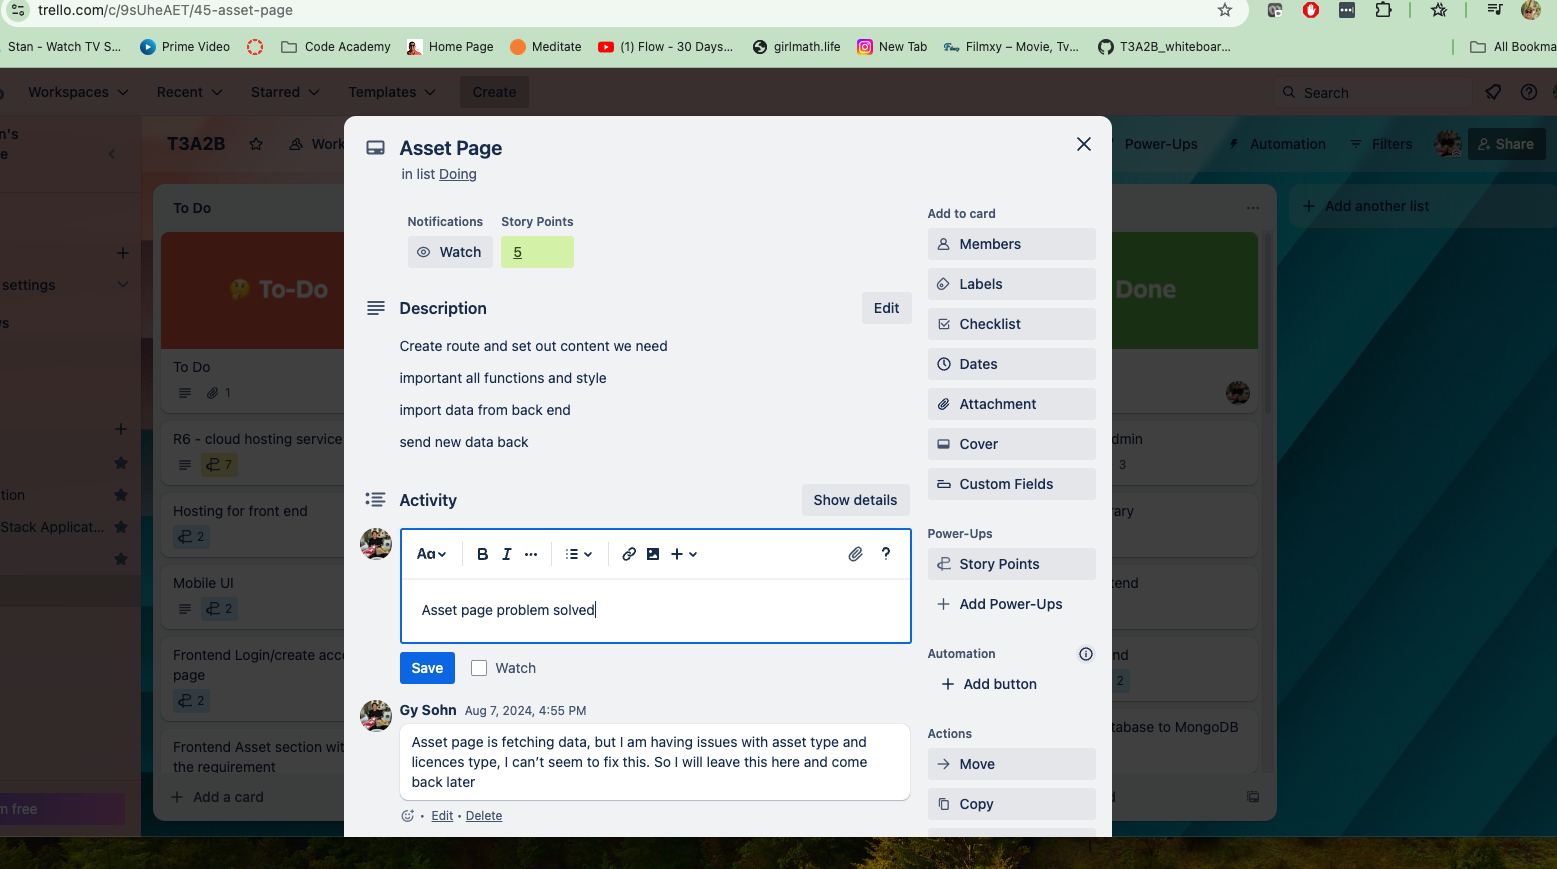 trello.com/c/9sUheAET/45-asset-page
Stan - Watch TV S...
Prime Video
Code Academy
Home Page
Meditate
(1) Flow - 30 Days...
girlmath.life
New Tab
Filmxy – Movie, Tv...
T3A2B_whiteboar...
All Bookma
Workspaces
Recent
Starred
Templates
Create
Search
n's
e
T3A2B
Work
Power-Ups
Automation
Filters
Share
settings
tion
Stack Applicat...
m free
To Do
🤔 To-Do
To Do
1
R6 - cloud hosting service
7
Hosting for front end
2
Mobile UI
2
Frontend Login/create acc
page
2
Frontend Asset section wit
the requirement
+ Add a card
Asset Page
in list Doing
Notifications
Story Points
Watch
5
Description
Edit
Create route and set out content we need
important all functions and style
import data from back end
send new data back
Activity
Show details
Aa
B
I
?
Asset page problem solved
Save
Watch
Gy Sohn Aug 7, 2024, 4:55 PM
Asset page is fetching data, but I am having issues with asset type and
licences type, I can't seem to fix this. So I will leave this here and come
back later
• Edit • Delete
Add to card
Members
Labels
Checklist
Dates
Attachment
Cover
Custom Fields
Power-Ups
Story Points
+ Add Power-Ups
Automation
+ Add button
Actions
Move
Copy
+ Add another list
Done
dmin
3
rary
tend
nd
2
tabase to MongoDB